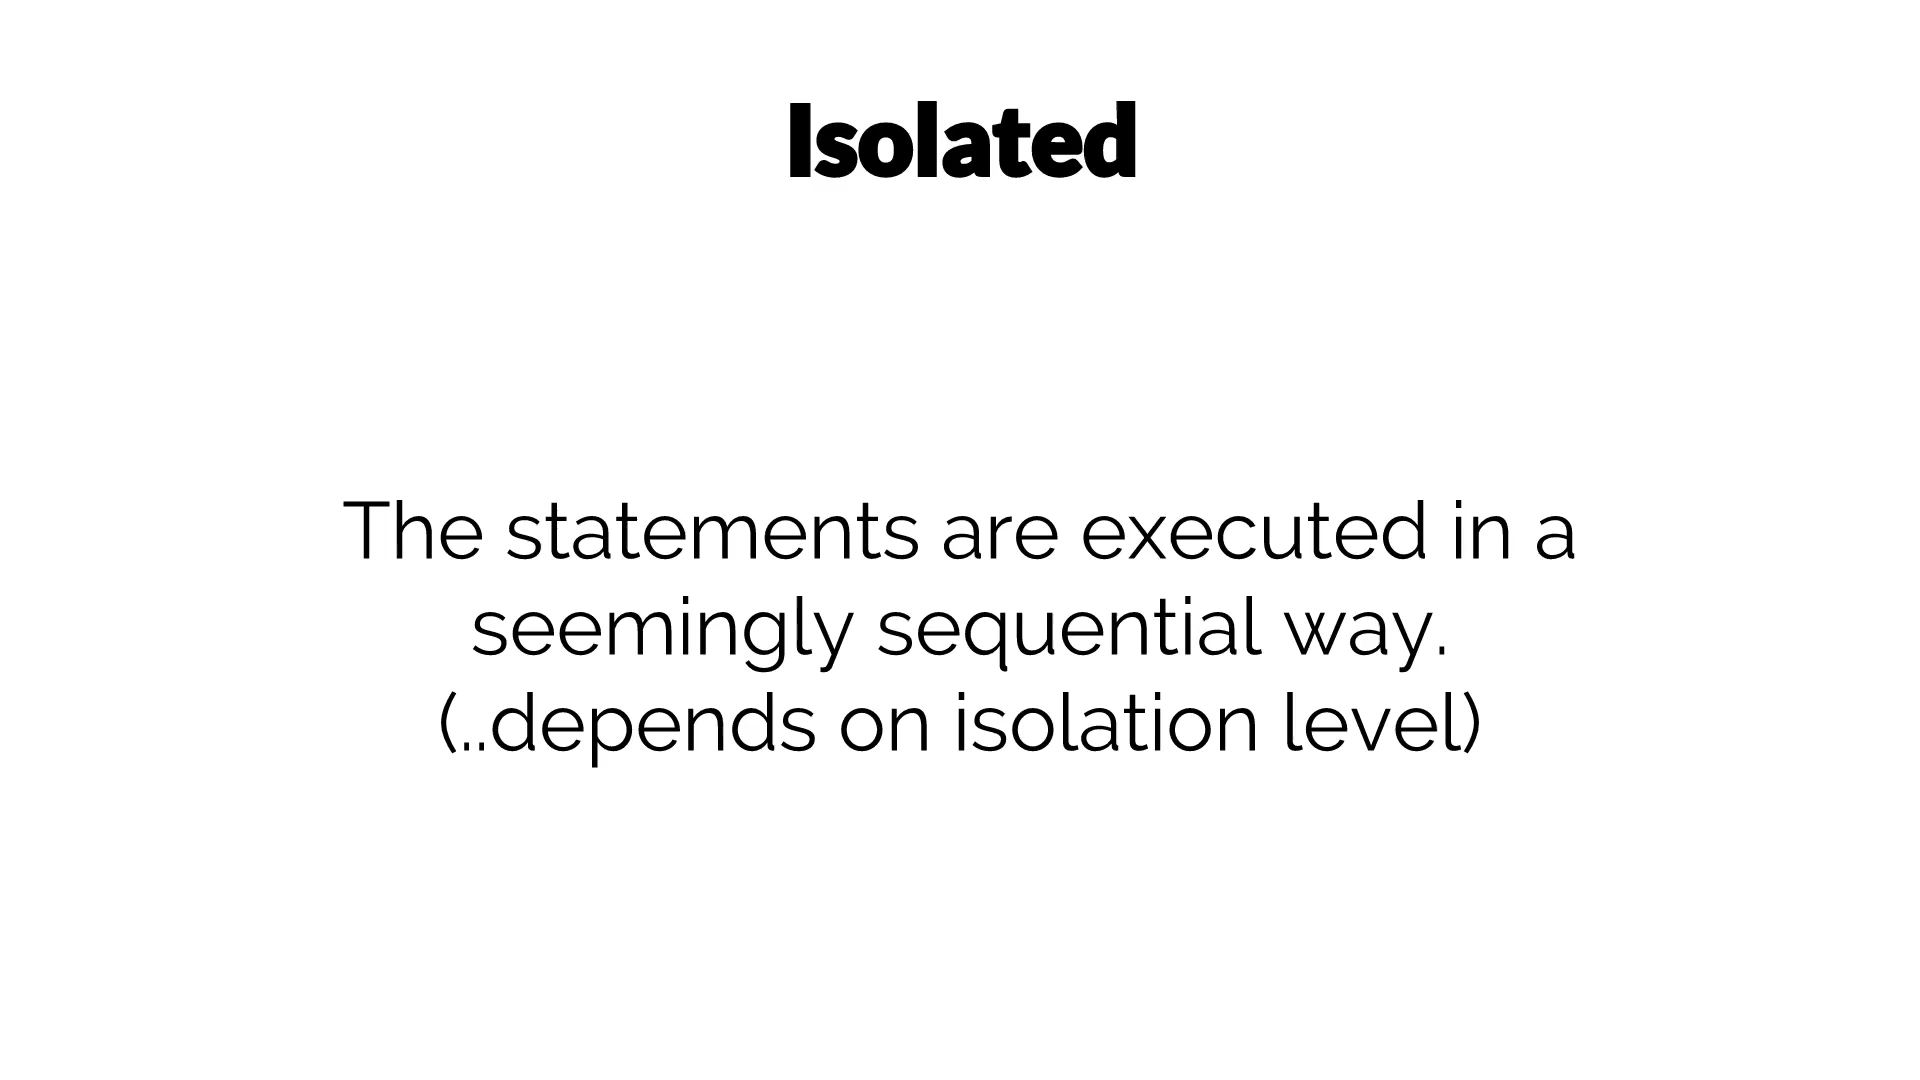 Isolated
The statements are executed in a
seemingly sequential way.
(..depends on isolation level)